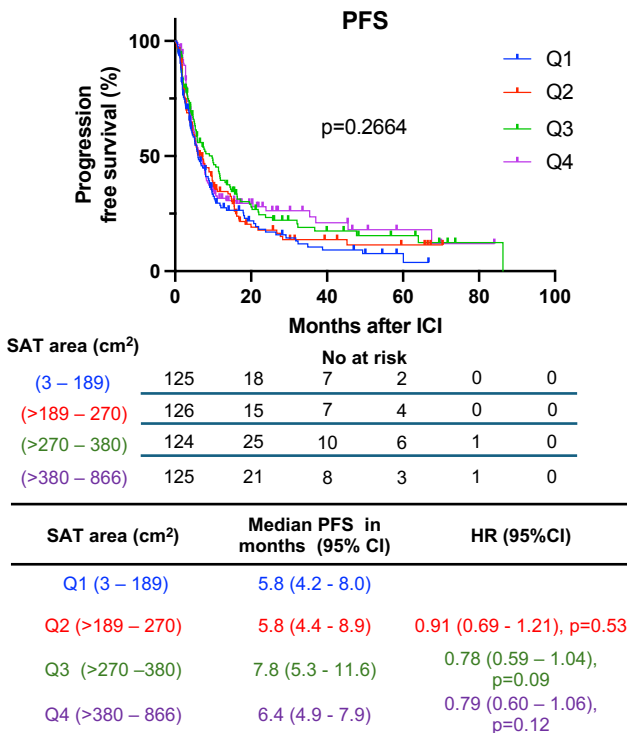 PFS
Progression
free survival (%)
100
50
0
p=0.2664
Q1
Q2
Q3
Q4
0 20 40 60 80 100
Months after ICI
SAT area (cm²)
No at risk
(3 – 189) 125 18 7 2 0 0
(>189 – 270) 126 15 7 4 0 0
(>270 – 380) 124 25 10 6 1 0
(>380 – 866) 125 21 8 3 1 0
SAT area (cm²) Median PFS in months (95% CI) HR (95%CI)
Q1 (3 – 189) 5.8 (4.2 - 8.0)
Q2 (>189 – 270) 5.8 (4.4 - 8.9) 0.91 (0.69 - 1.21), p=0.53
Q3 (>270 –380) 7.8 (5.3 - 11.6) 0.78 (0.59 – 1.04), p=0.09
Q4 (>380 – 866) 6.4 (4.9 - 7.9) 0.79 (0.60 – 1.06), p=0.12